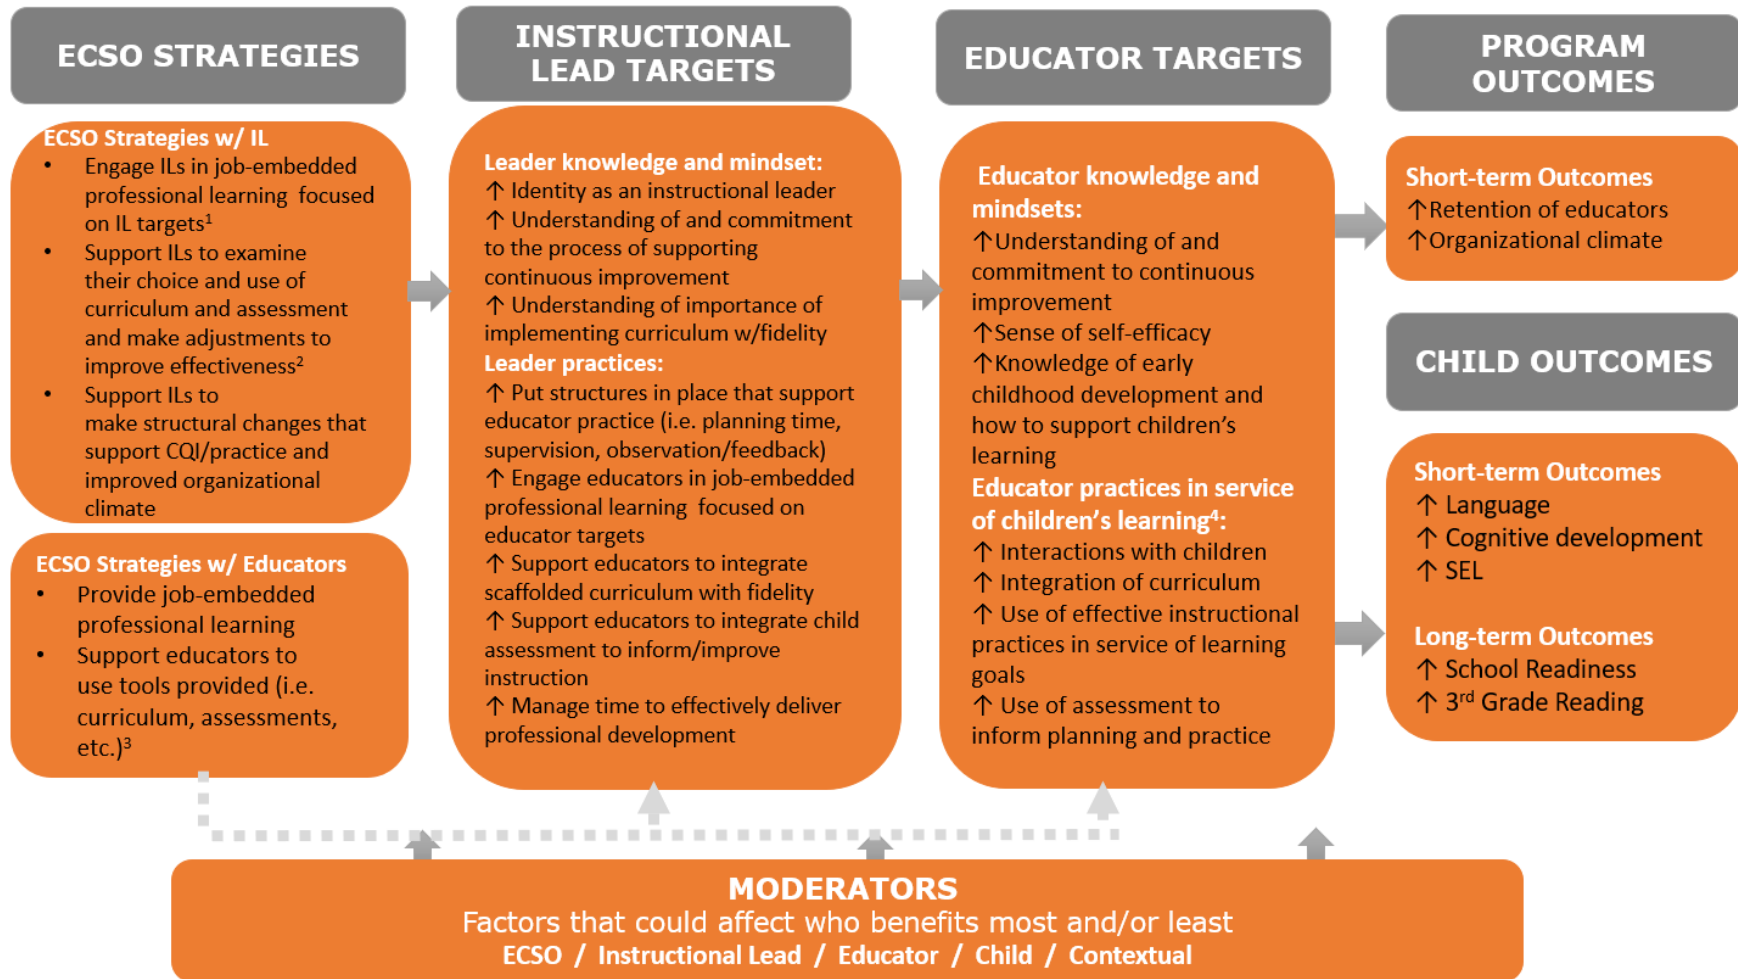 ECSO STRATEGIES
ECSO Strategies w/ IL
• Engage ILs in job-embedded
professional learning focused
on IL targets¹
• Support ILs to examine
their choice and use of
curriculum and assessment
and make adjustments to
improve effectiveness²
• Support ILs to
make structural changes that
support CQI/practice and
improved organizational
climate
ECSO Strategies w/ Educators
• Provide job-embedded
professional learning
• Support educators to
use tools provided (i.e.
curriculum, assessments,
etc.)³
INSTRUCTIONAL
LEAD TARGETS
Leader knowledge and mindset:
↑ Identity as an instructional leader
↑ Understanding of and commitment
to the process of supporting
continuous improvement
↑ Understanding of importance of
implementing curriculum w/fidelity
Leader practices:
↑ Put structures in place that support
educator practice (i.e. planning time,
supervision, observation/feedback)
↑ Engage educators in job-embedded
professional learning focused on
educator targets
↑ Support educators to integrate
scaffolded curriculum with fidelity
↑ Support educators to integrate child
assessment to inform/improve
instruction
↑ Manage time to effectively deliver
professional development
EDUCATOR TARGETS
Educator knowledge and
mindsets:
↑Understanding of and
commitment to continuous
improvement
↑Sense of self-efficacy
↑Knowledge of early
childhood development and
how to support children's
learning
Educator practices in service
of children's learning⁴:
↑ Interactions with children
↑ Integration of curriculum
↑ Use of effective instructional
practices in service of learning
goals
↑ Use of assessment to
inform planning and practice
PROGRAM
OUTCOMES
Short-term Outcomes
↑Retention of educators
↑Organizational climate
CHILD OUTCOMES
Short-term Outcomes
↑ Language
↑ Cognitive development
↑ SEL
Long-term Outcomes
↑ School Readiness
↑ 3rd Grade Reading
MODERATORS
Factors that could affect who benefits most and/or least
ECSO / Instructional Lead / Educator / Child / Contextual